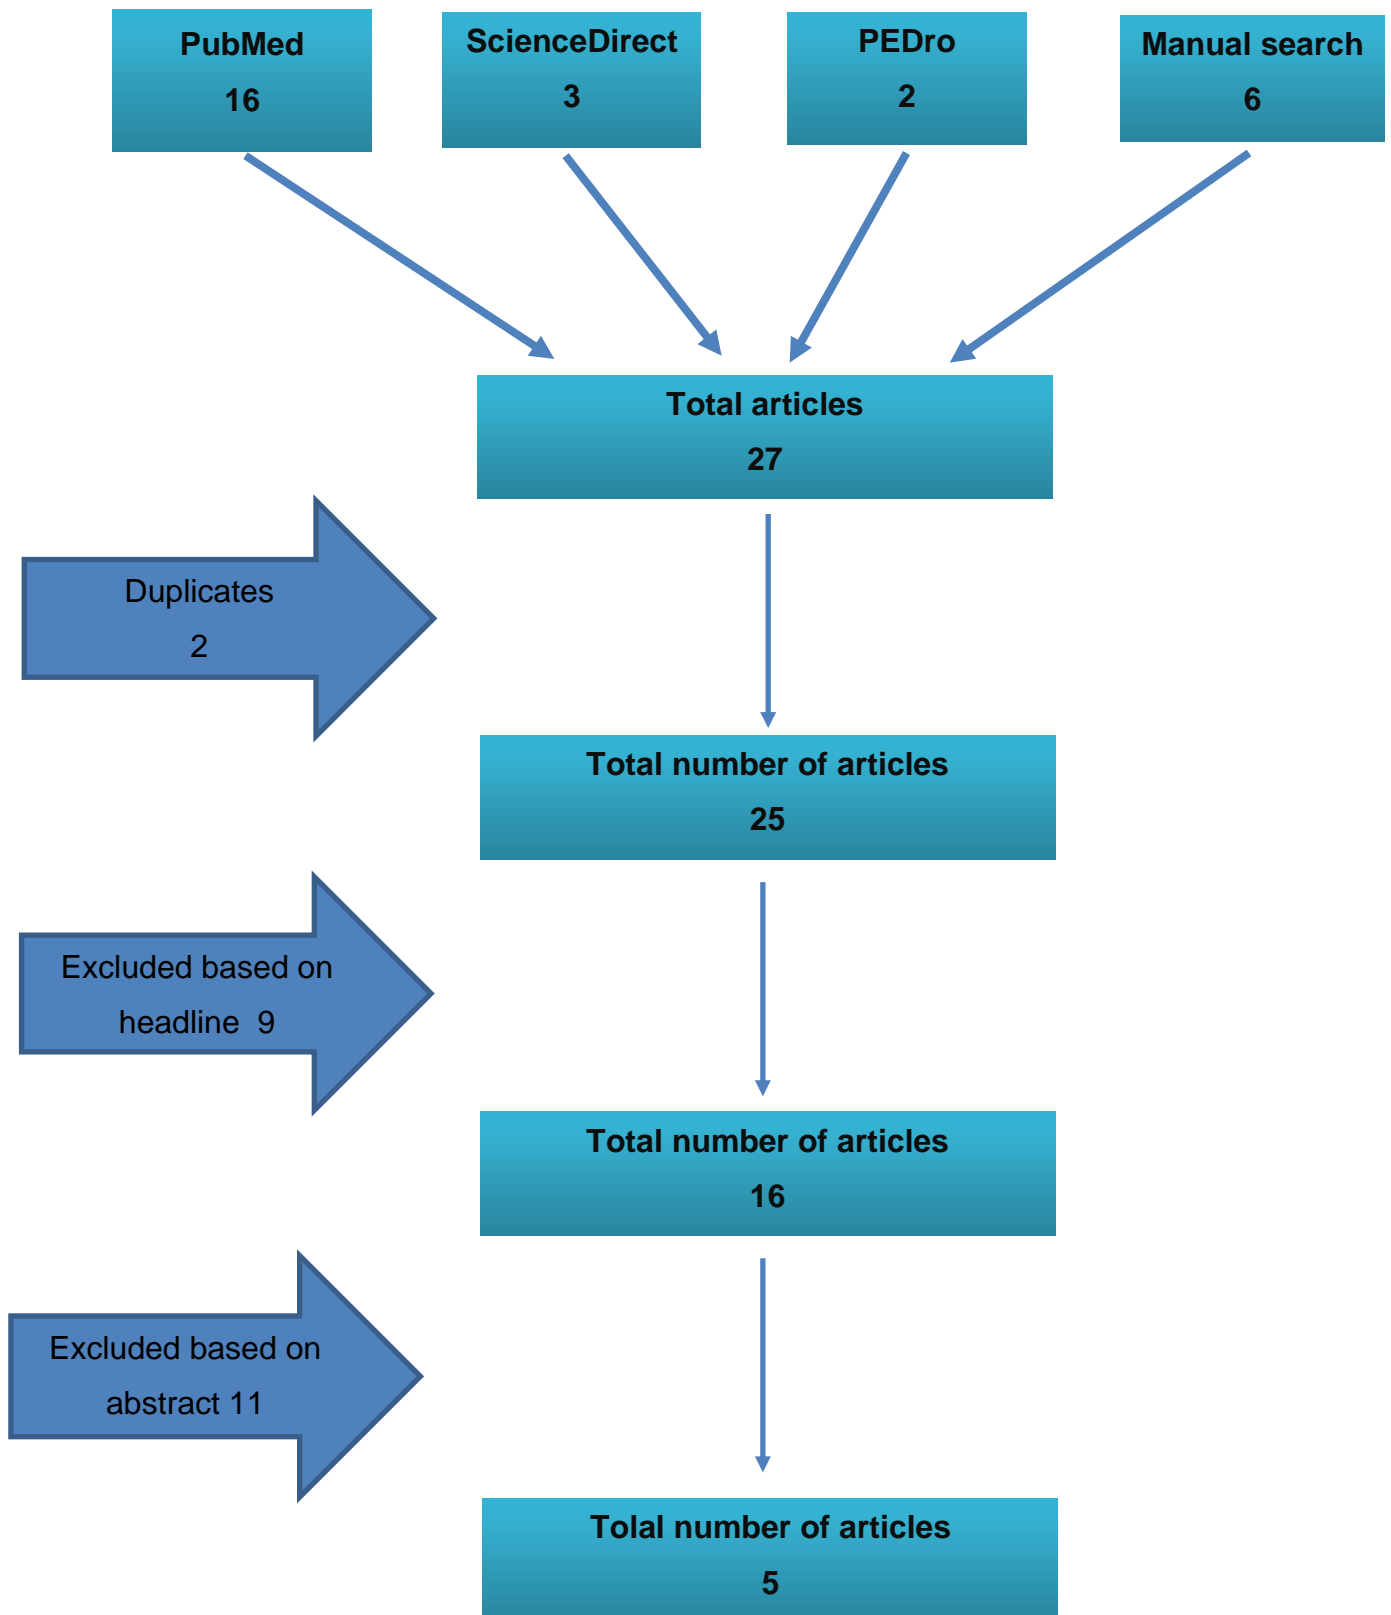 PubMed
16
ScienceDirect
3
PEDro
2
Manual search
6
Total articles
27
Duplicates
2
Total number of articles
25
Excluded based on
headline  9
Total number of articles
16
Excluded based on
abstract 11
Tolal number of articles
5